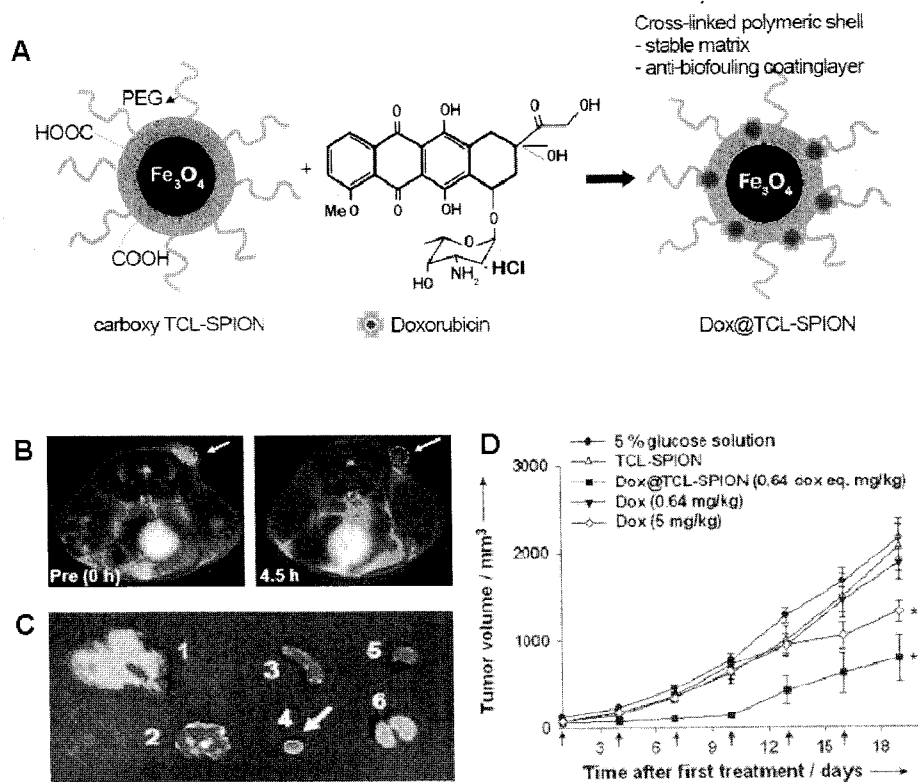 A
Cross-linked polymeric shell
- stable matrix
- anti-biofouling coatinglayer
PEG
HOOC
Fe3O4
COOH
+
O
OH
O
OH
OH
MeO
O
OH
O
O
HO
NH2
·HCl
Fe3O4
carboxy TCL-SPION
Doxorubicin
Dox@TCL-SPION
B
Pre (0 h)
4.5 h
C
1
2
3
4
5
6
D
5 % glucose solution
TCL-SPION
Dox@TCL-SPION (0.64 dox eq. mg/kg)
Dox (0.64 mg/kg)
Dox (5 mg/kg)
Tumor volume / mm3
3000
2000
1000
0
*
*
3
6
9
12
15
18
Time after first treatment / days